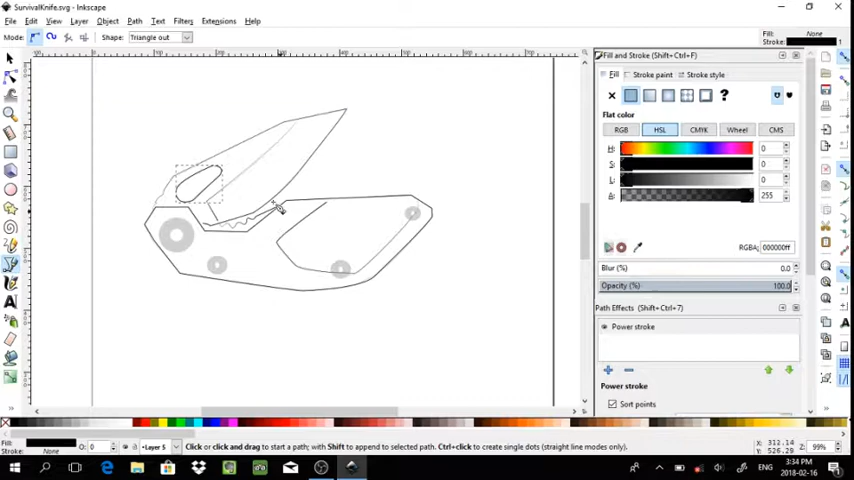 SurvivalKnife.svg - Inkscape
File Edit View Layer Object Path Text Filters Extensions Help
Mode: Shape: Triangle out Fill: None
Stroke: 1
Fill and Stroke (Shift+Ctrl+F)
Fill Stroke paint Stroke style
?
Flat color
RGB HSL CMYK Wheel CMS
H: 0
S: 0
L: 0
A: 255
RGBA: 000000ff
Blur (%) 0.0
Opacity (%) 100.0
Path Effects (Shift+Ctrl+7)
Power stroke
Power stroke
Sort points
Fill:
Stroke:
O: 0
Layer 5
Click or click and drag to start a path; with Shift to append to selected path. Ctrl+click to create single dots (straight line modes only).
X: 312.14
Y: 526.29
Z: 99%
ENG
3:34 PM
2018-02-16